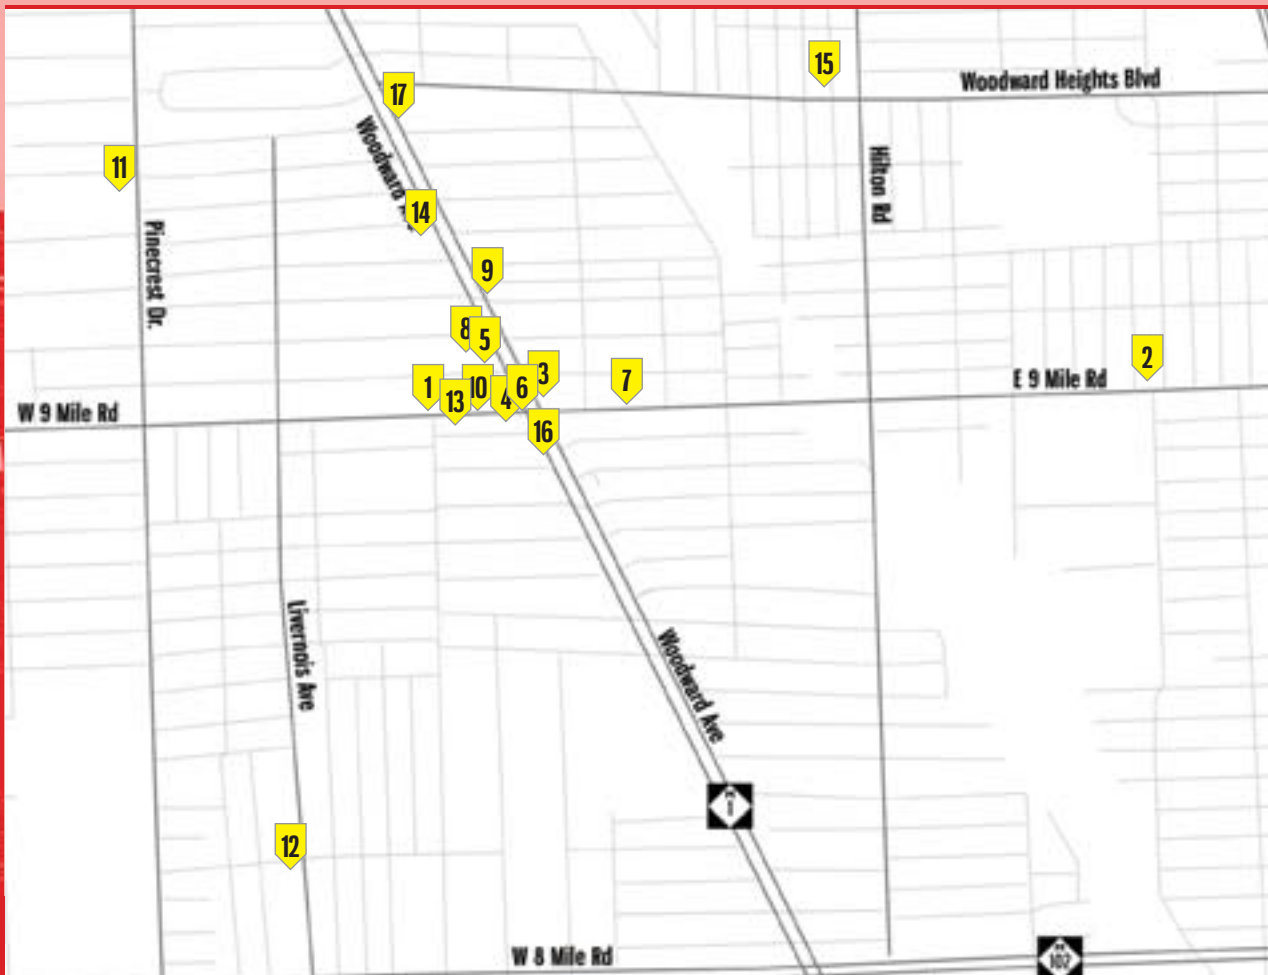 15
Woodward Heights Blvd
17
Woodward Ave
11
Hilton Rd
14
Pinecrest Dr.
9
8
5
3
2
1
10
6
7
E 9 Mile Rd
13
4
W 9 Mile Rd
16
Livernois Ave
Woodward Ave
M
1
12
W 8 Mile Rd
M
102